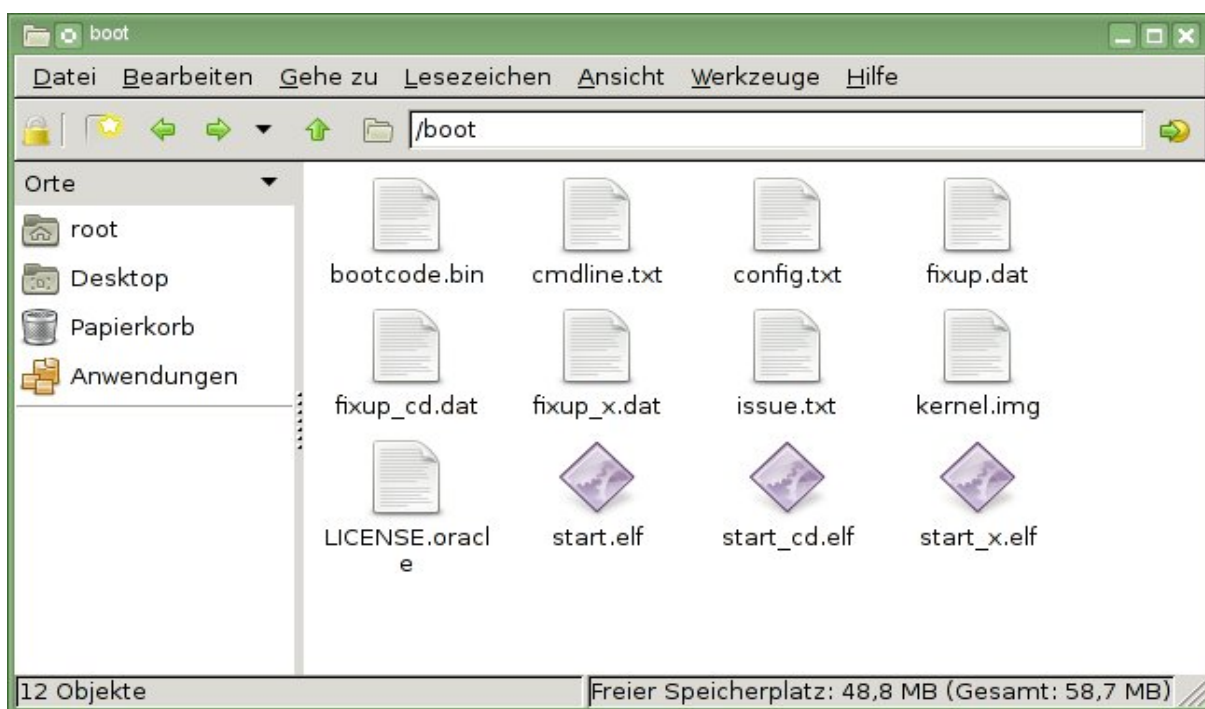 boot
Datei Bearbeiten Gehe zu Lesezeichen Ansicht Werkzeuge Hilfe
/boot
Orte
root
Desktop
Papierkorb
Anwendungen
bootcode.bin cmdline.txt config.txt fixup.dat
fixup_cd.dat fixup_x.dat issue.txt kernel.img
LICENSE.oracl start.elf start_cd.elf start_x.elf
e
12 Objekte Freier Speicherplatz: 48,8 MB (Gesamt: 58,7 MB)